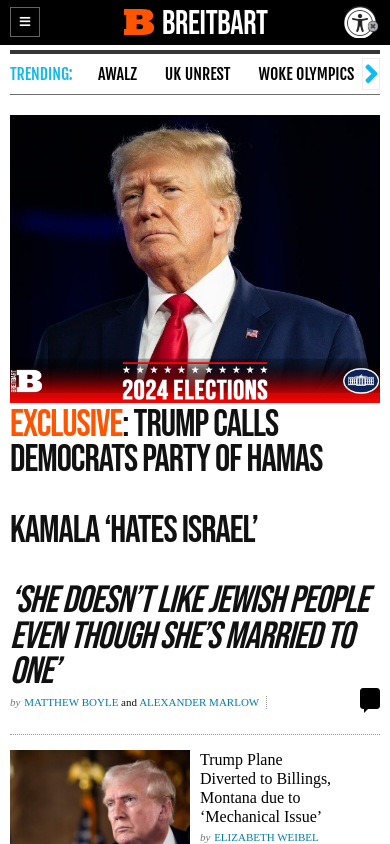 BREITBART
TRENDING: AWALZ UK UNREST WOKE OLYMPICS
BREITBART
2024 ELECTIONS
EXCLUSIVE: TRUMP CALLS
DEMOCRATS PARTY OF HAMAS
KAMALA ‘HATES ISRAEL’
‘SHE DOESN’T LIKE JEWISH PEOPLE
EVEN THOUGH SHE’S MARRIED TO
ONE’
by MATTHEW BOYLE and ALEXANDER MARLOW
Trump Plane
Diverted to Billings,
Montana due to
‘Mechanical Issue’
by ELIZABETH WEIBEL